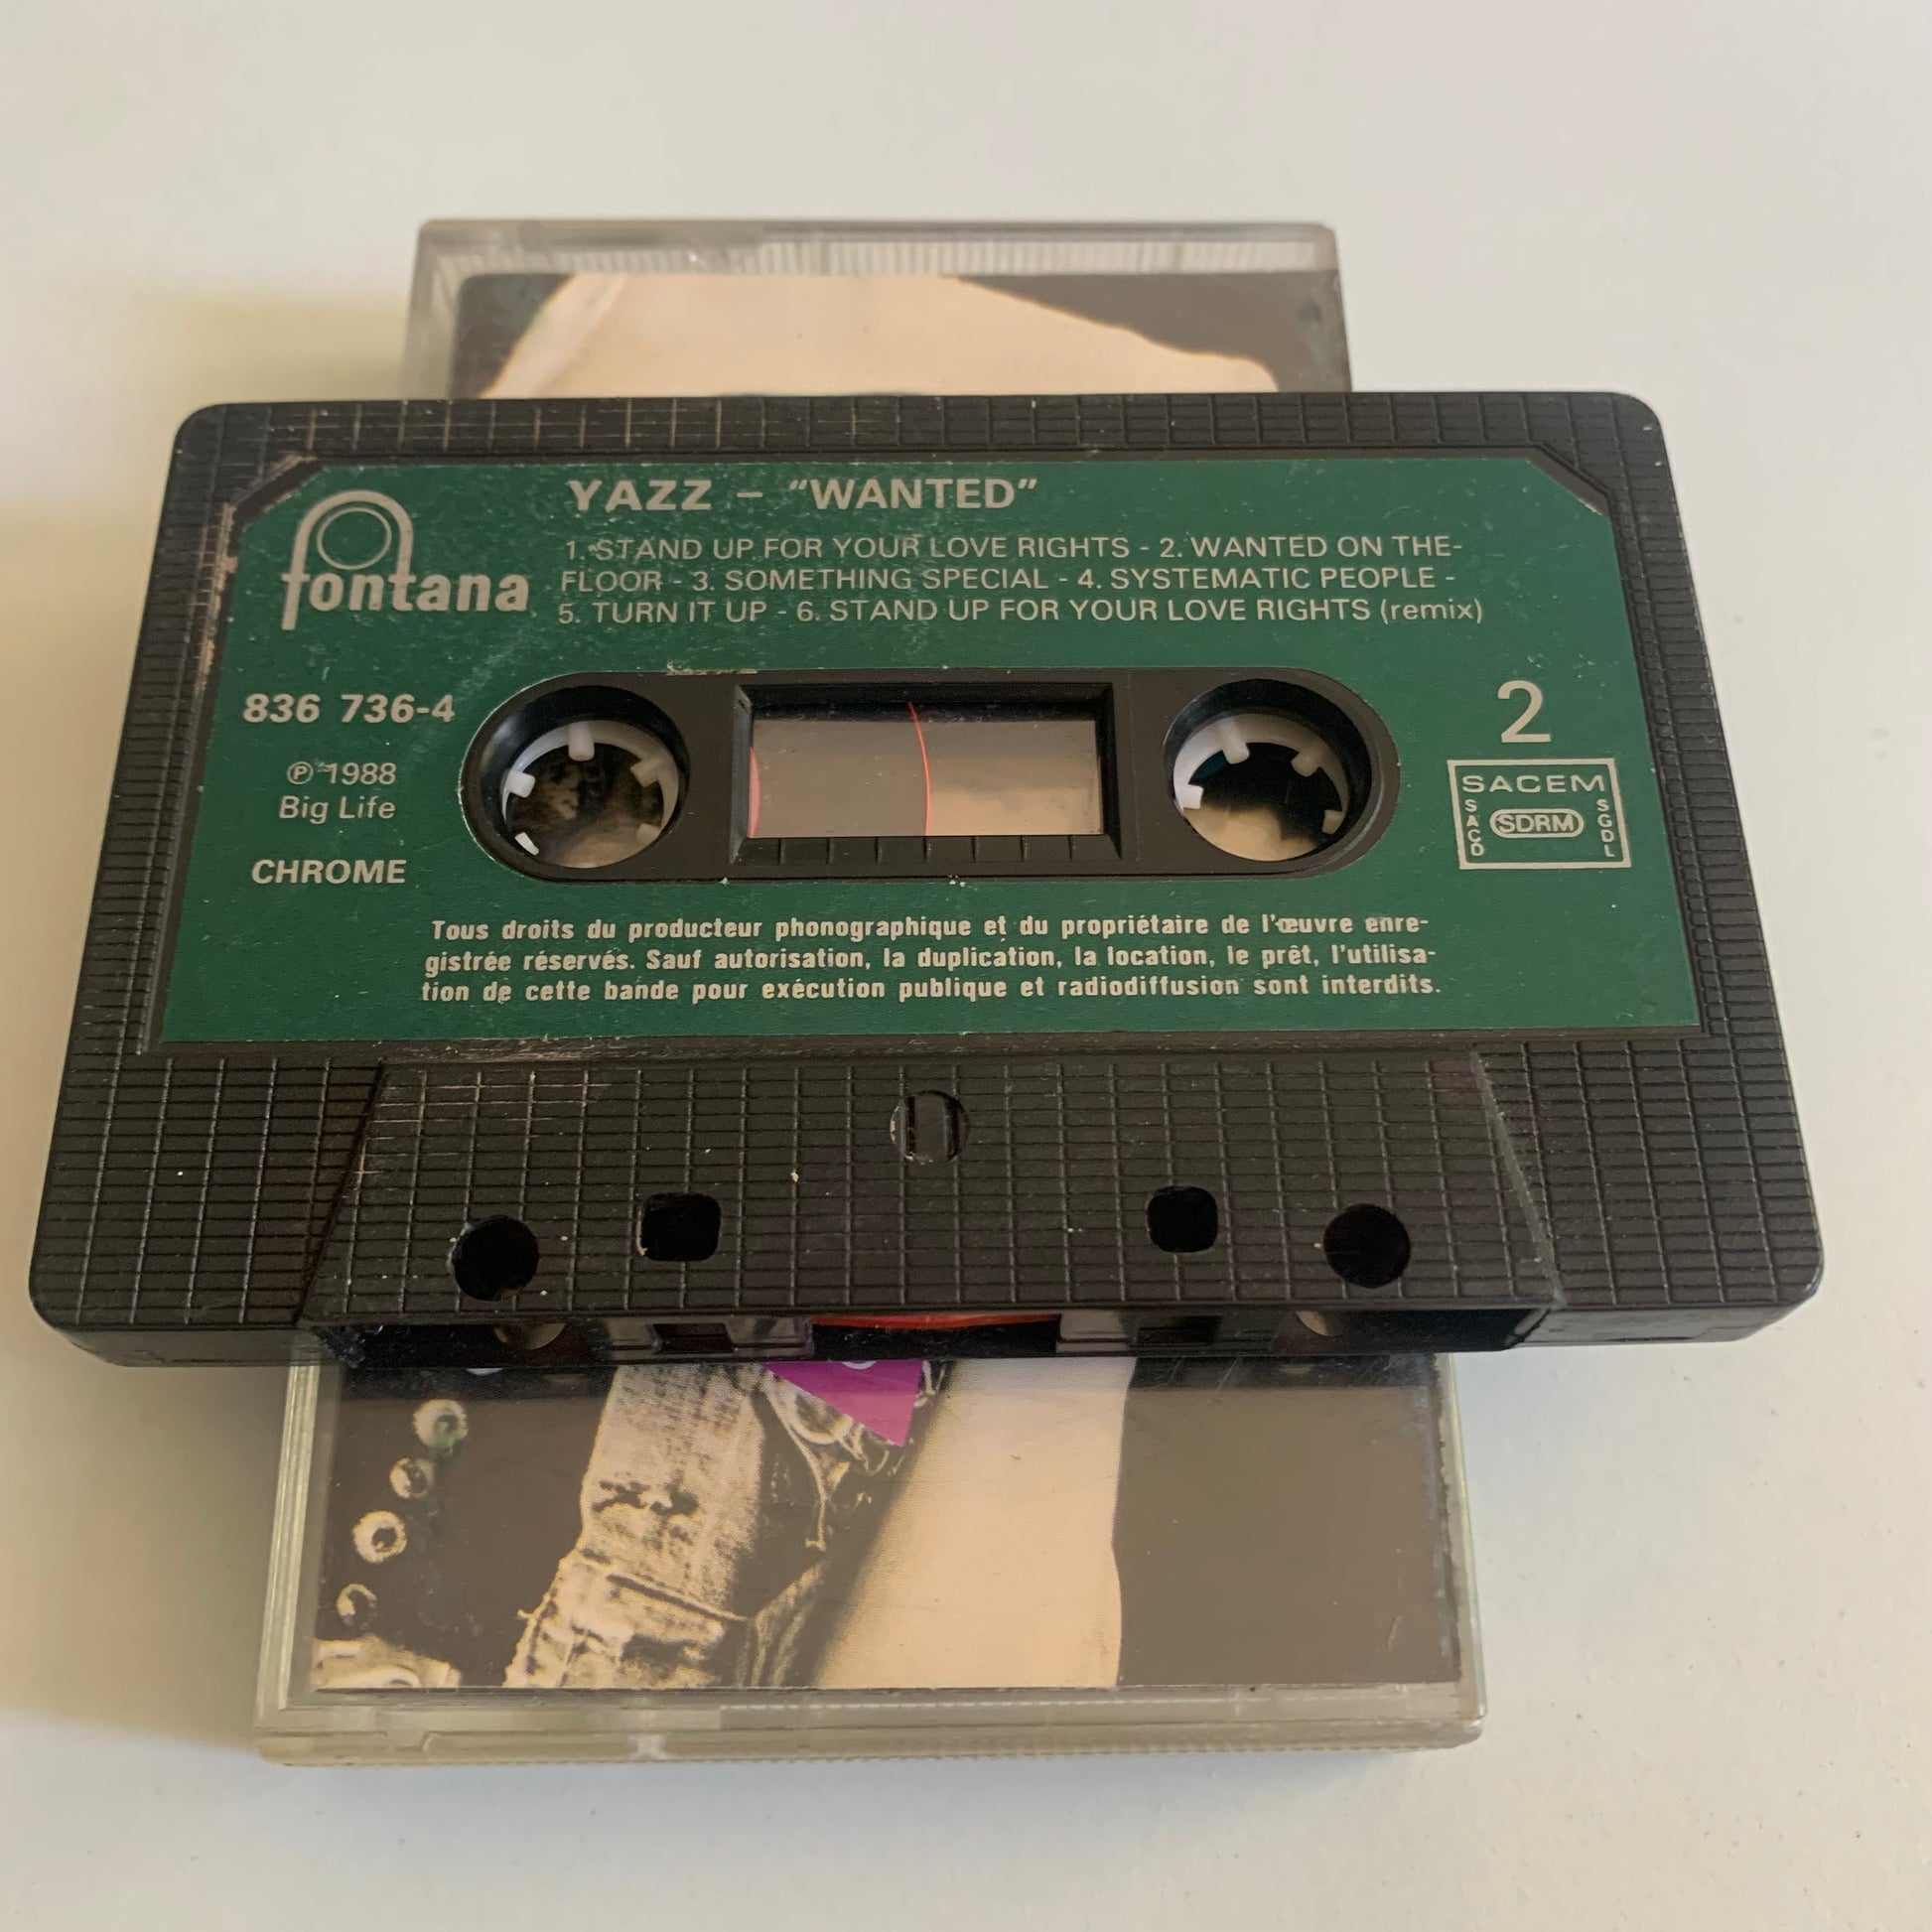 YAZZ – "WANTED"
fontana
1. STAND UP FOR YOUR LOVE RIGHTS - 2. WANTED ON THE-
FLOOR - 3. SOMETHING SPECIAL - 4. SYSTEMATIC PEOPLE -
5. TURN IT UP - 6. STAND UP FOR YOUR LOVE RIGHTS (remix)
836 736-4
℗ 1988
Big Life
CHROME
2
SACEM
SACD
SDRM
SGDL
Tous droits du producteur phonographique et du propriétaire de l'œuvre enre-
gistrée réservés. Sauf autorisation, la duplication, la location, le prêt, l'utilisa-
tion de cette bande pour exécution publique et radiodiffusion sont interdits.